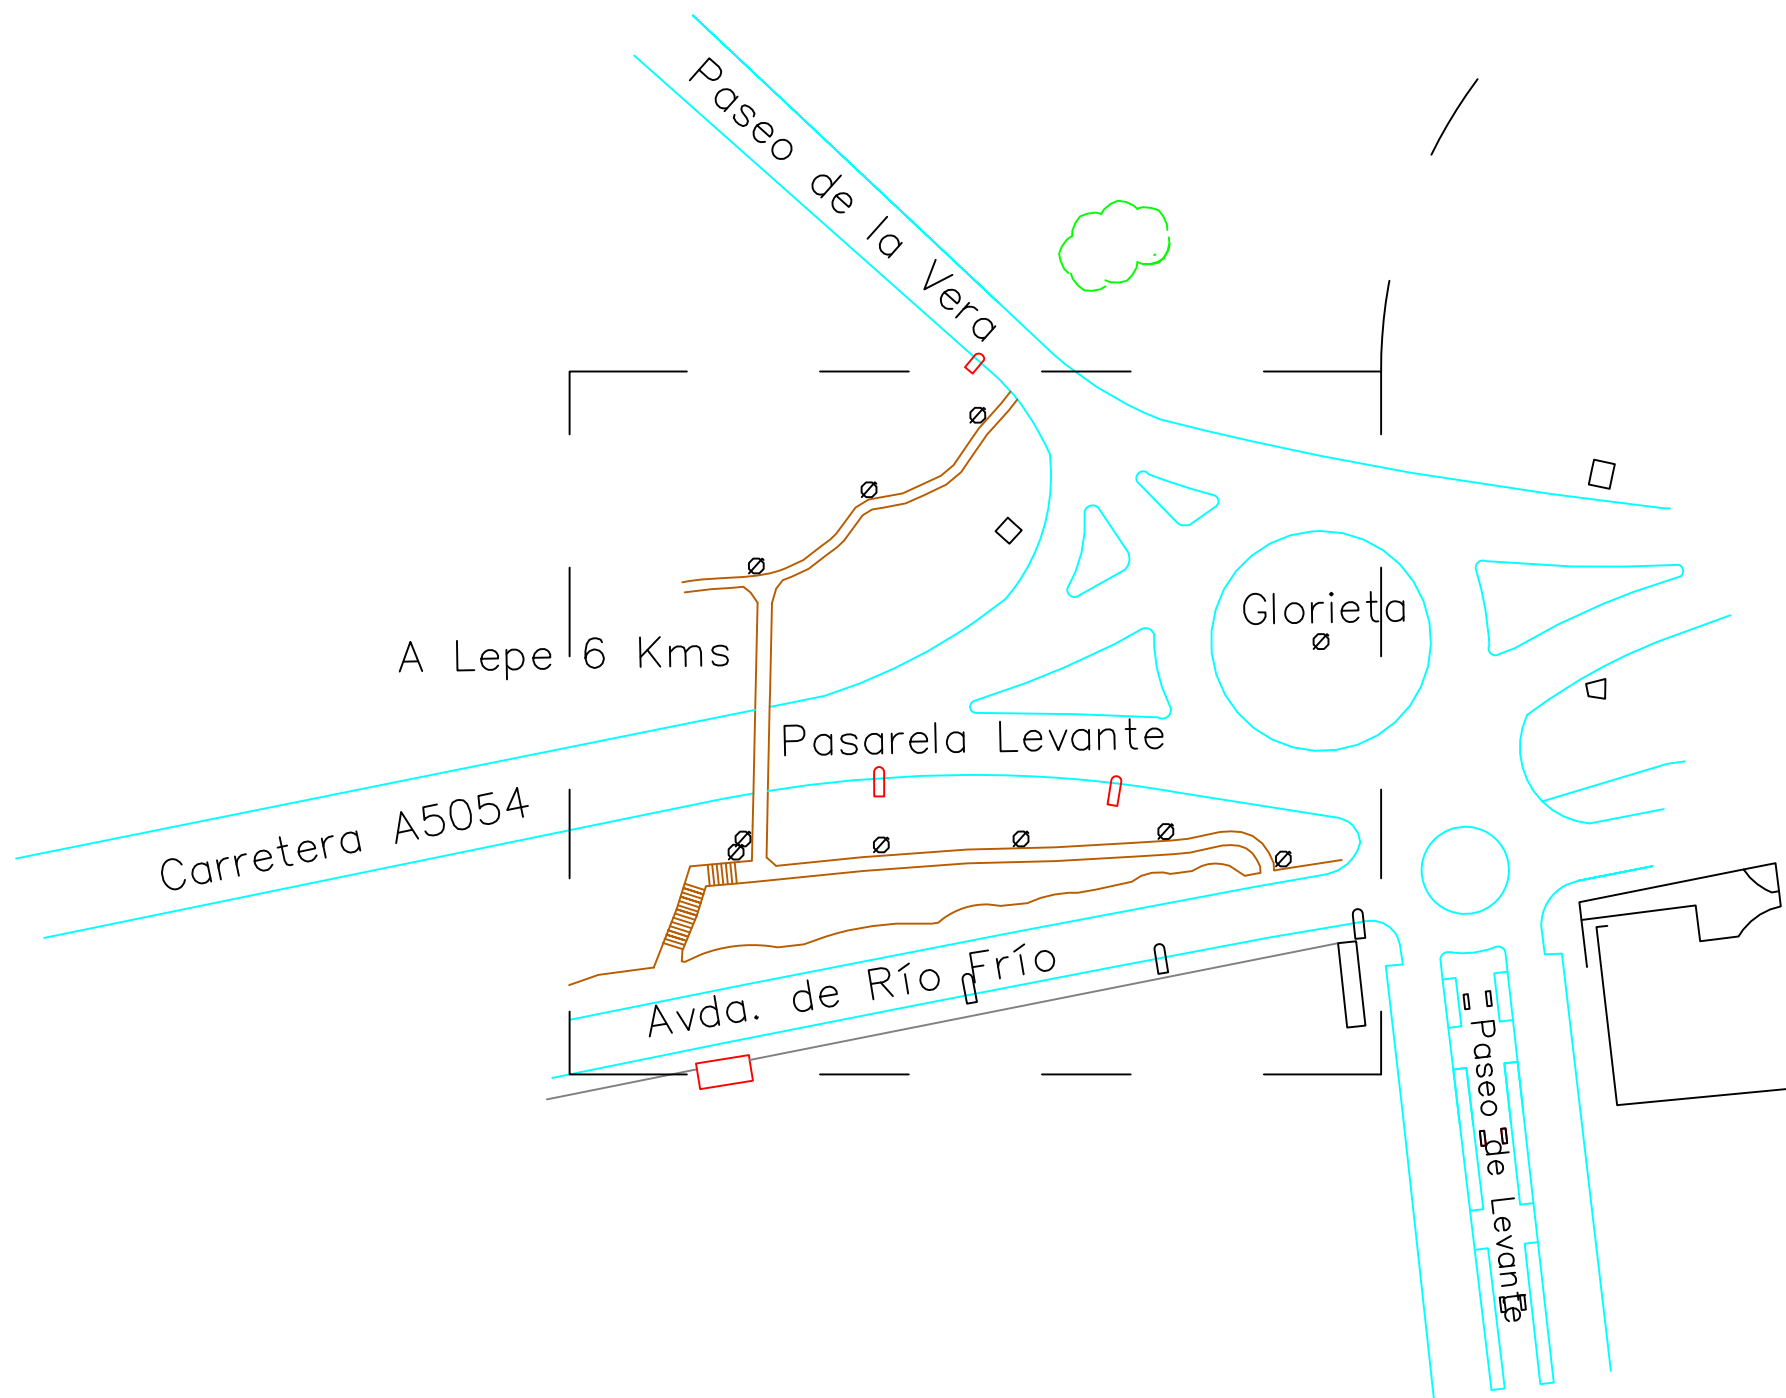 Paseo de la Vera
Glorieta
A Lepe 6 Kms
Pasarela Levante
Carretera A5054
Avda. de Río Frío
Paseo de Levante